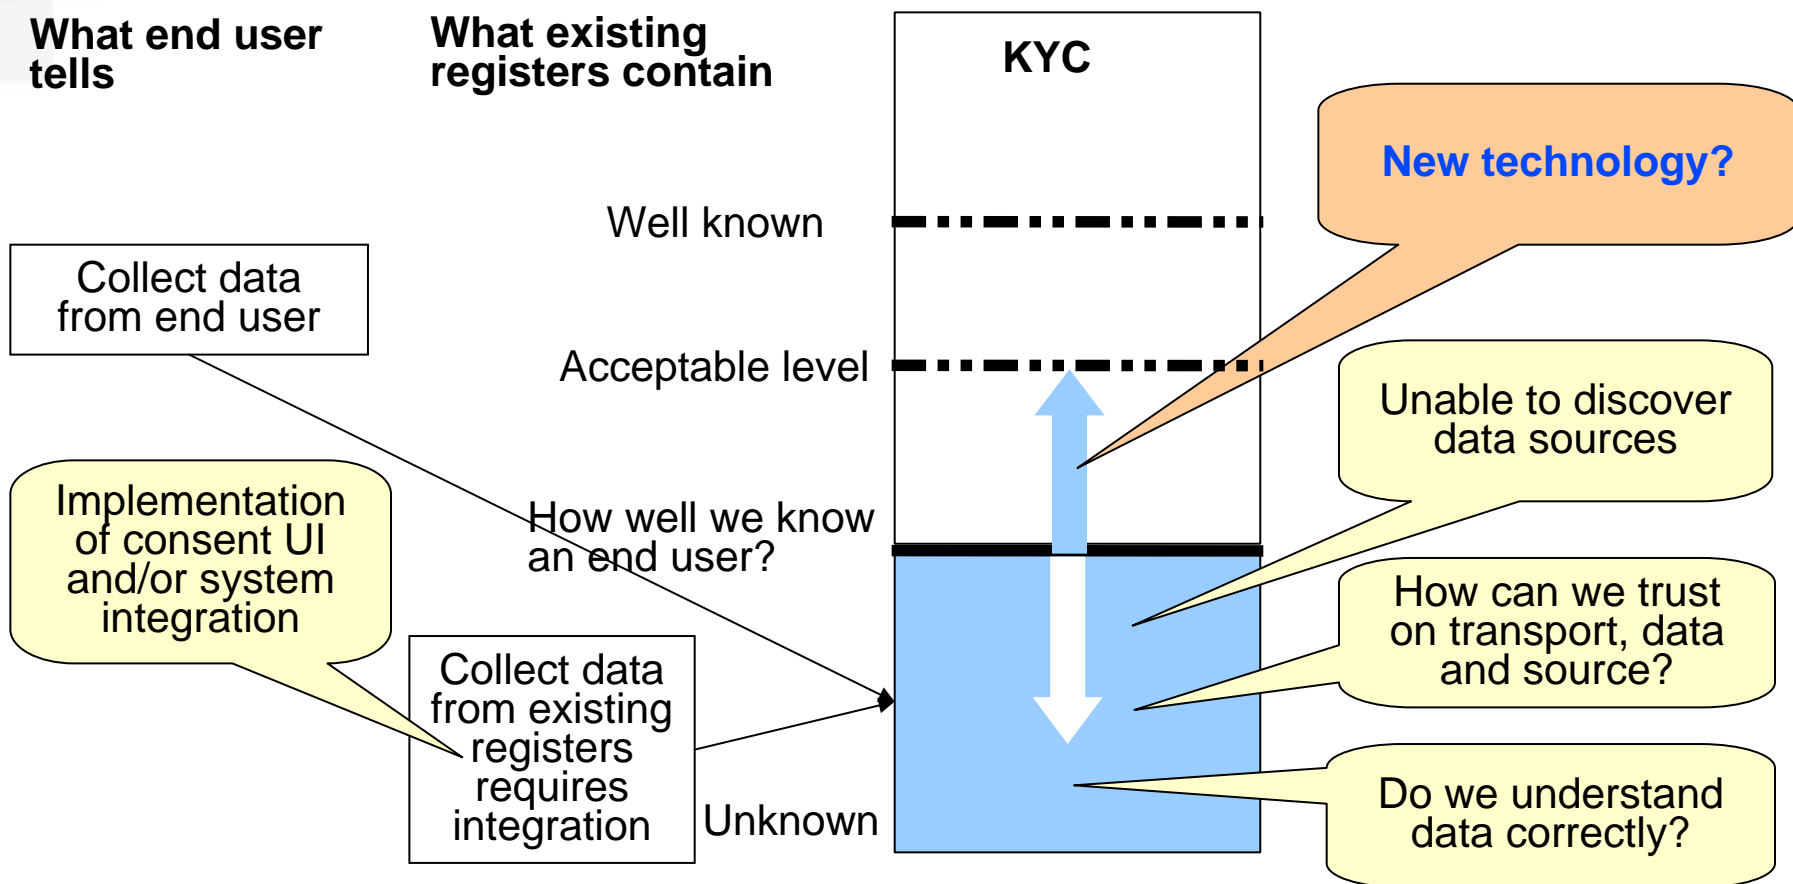 What end user
tells
What existing
registers contain
KYC
New technology?
Well known
Collect data
from end user
Acceptable level
Unable to discover
data sources
Implementation
of consent UI
and/or system
integration
How well we know
an end user?
How can we trust
on transport, data
and source?
Collect data
from existing
registers
requires
integration
Unknown
Do we understand
data correctly?